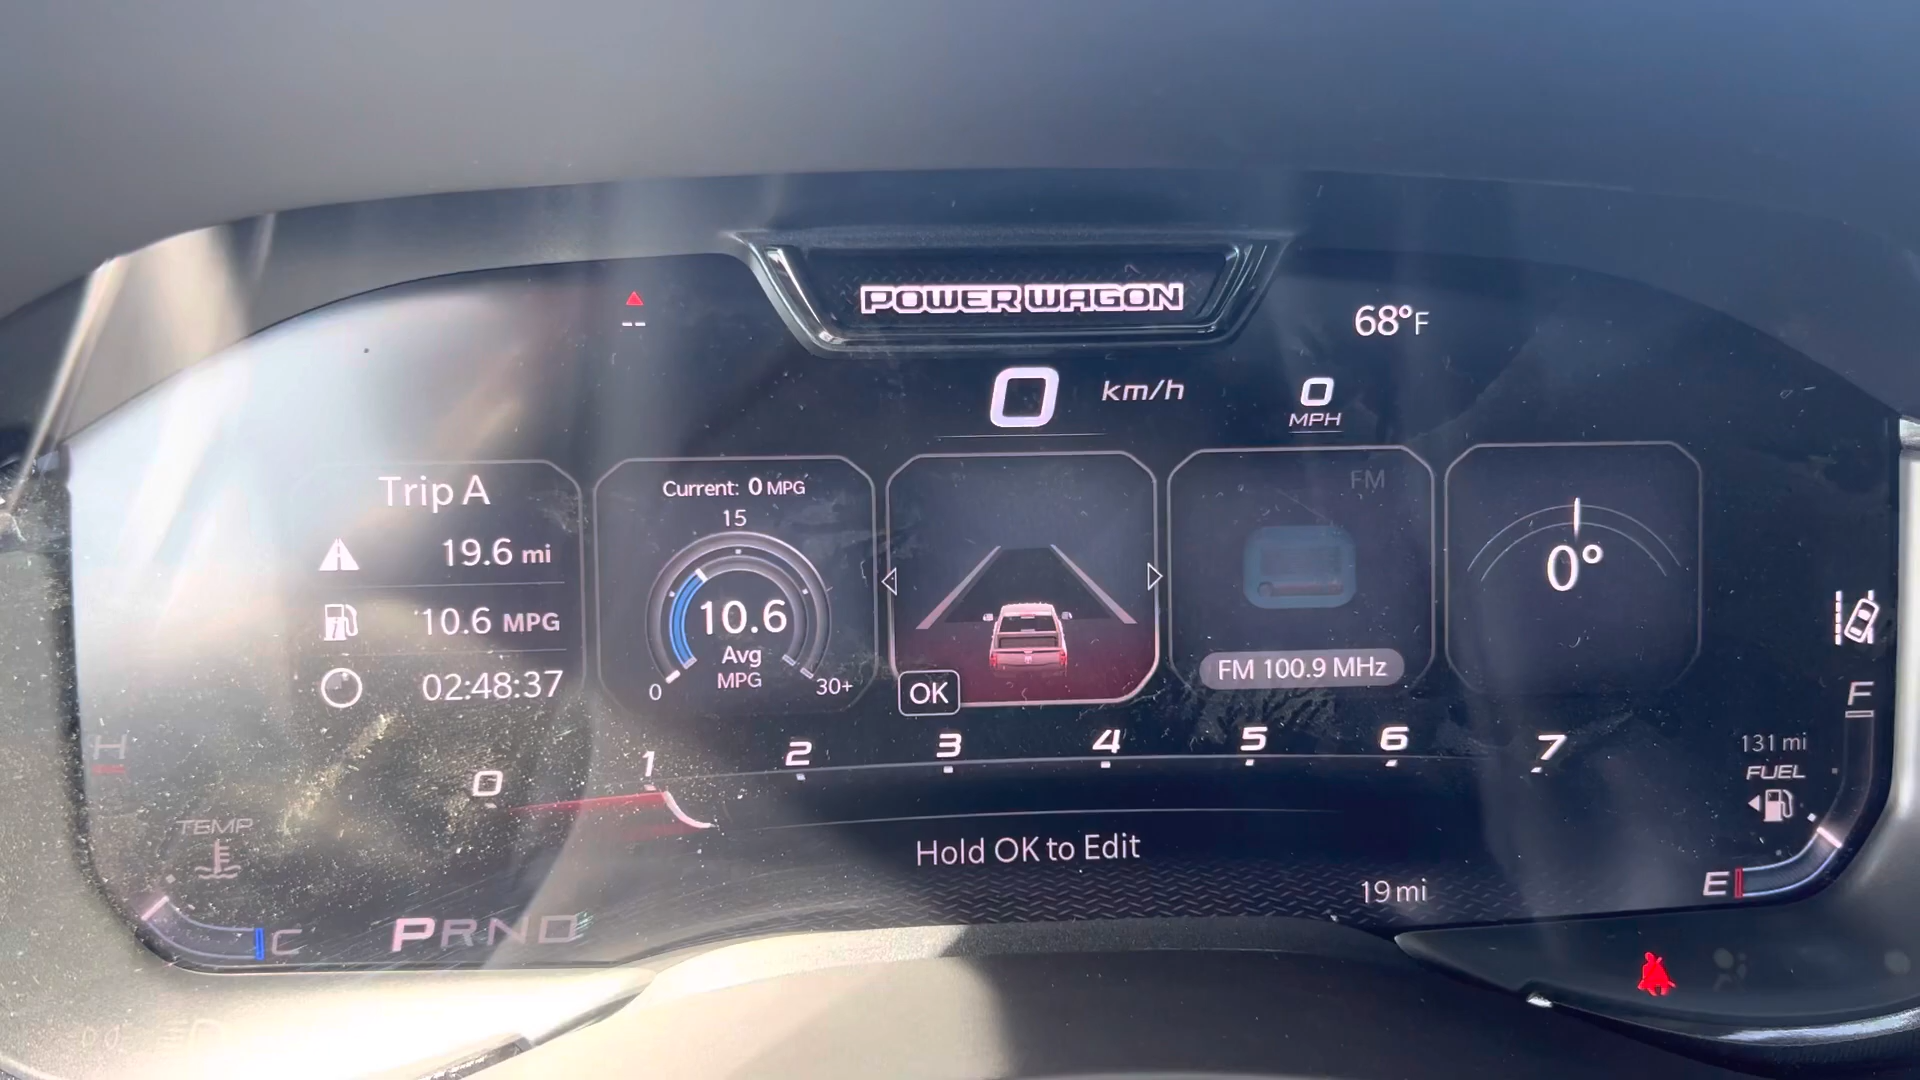 POWER WAGON
--
68°F
0 km/h
0
MPH
Trip A
19.6 mi
10.6 MPG
02:48:37
Current: 0 MPG
15
10.6
Avg
MPG
0
30+
OK
FM
FM 100.9 MHz
0°
H
TEMP
C
0 1 2 3 4 5 6 7
Hold OK to Edit
19 mi
PRND
F
131 mi
FUEL
E